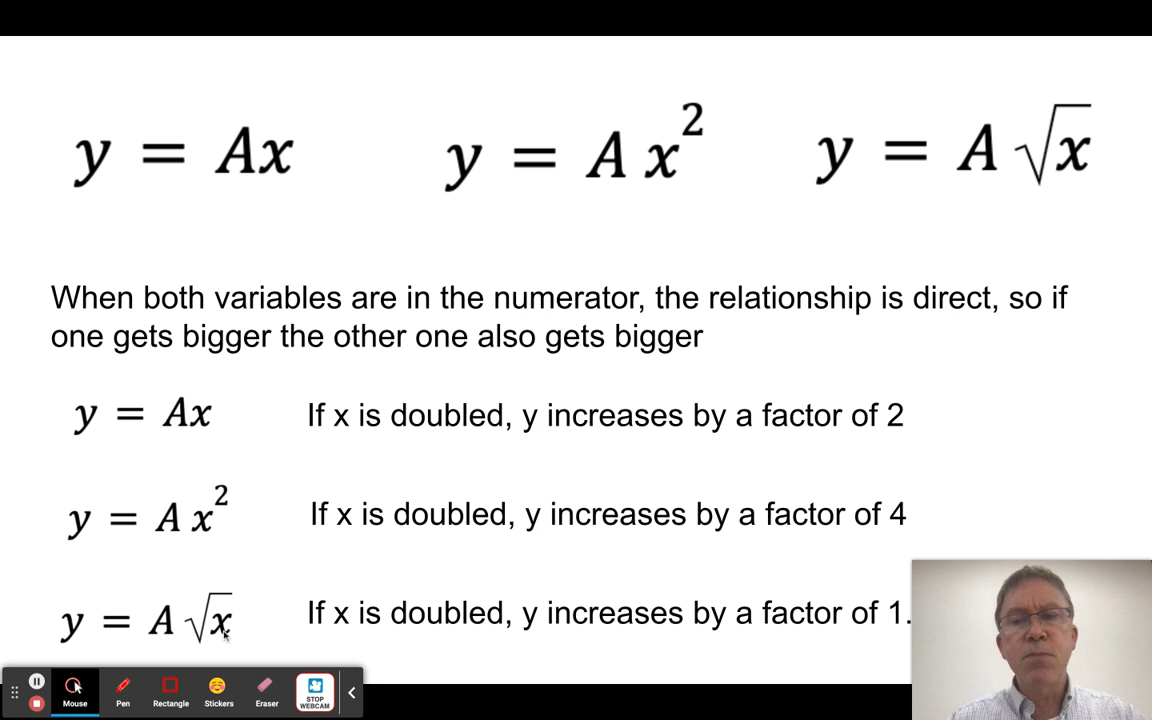 y = Ax
y = A x²
y = A √x
When both variables are in the numerator, the relationship is direct, so if
one gets bigger the other one also gets bigger
y = Ax
If x is doubled, y increases by a factor of 2
y = A x²
If x is doubled, y increases by a factor of 4
y = A √x
If x is doubled, y increases by a factor of 1.
Mouse
Pen
Rectangle
Stickers
Eraser
STOP
WEBCAM